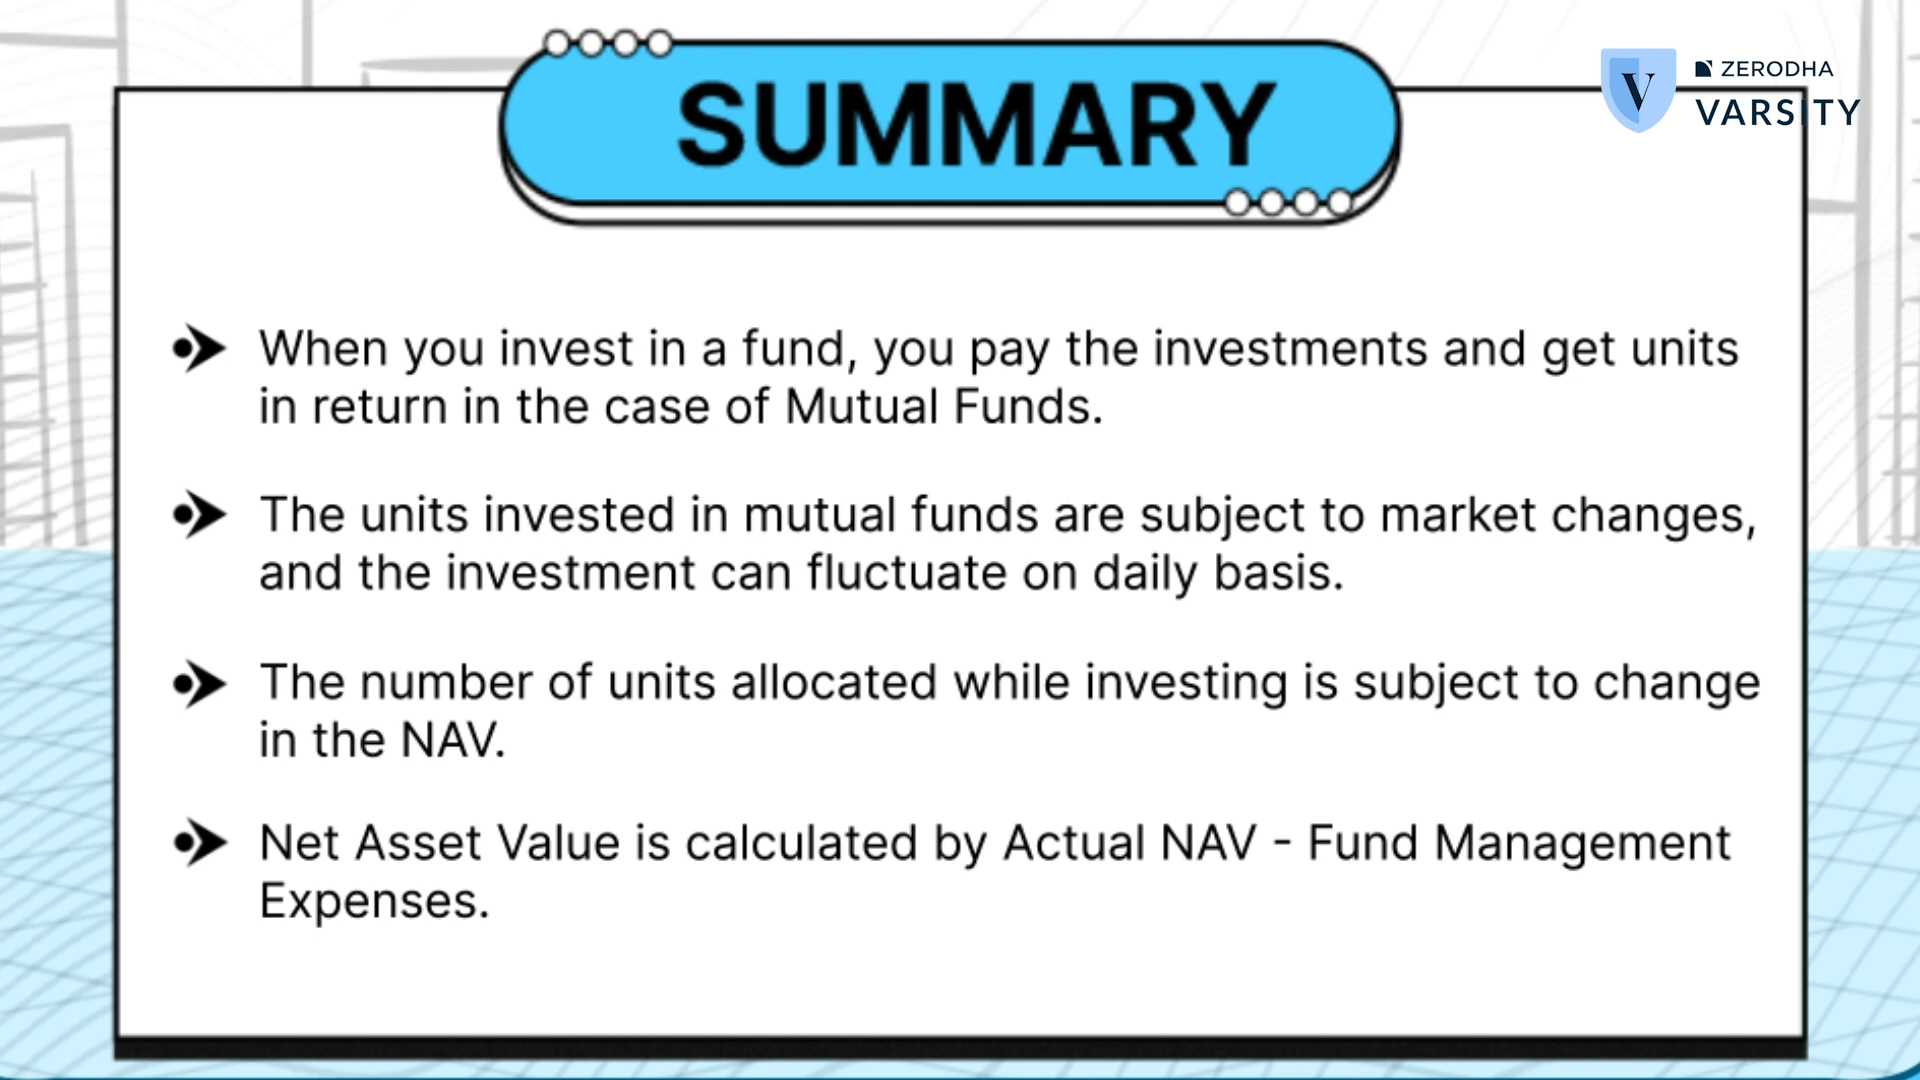 SUMMARY
ZERODHA
VARSITY
When you invest in a fund, you pay the investments and get units
in return in the case of Mutual Funds.
The units invested in mutual funds are subject to market changes,
and the investment can fluctuate on daily basis.
The number of units allocated while investing is subject to change
in the NAV.
Net Asset Value is calculated by Actual NAV - Fund Management
Expenses.